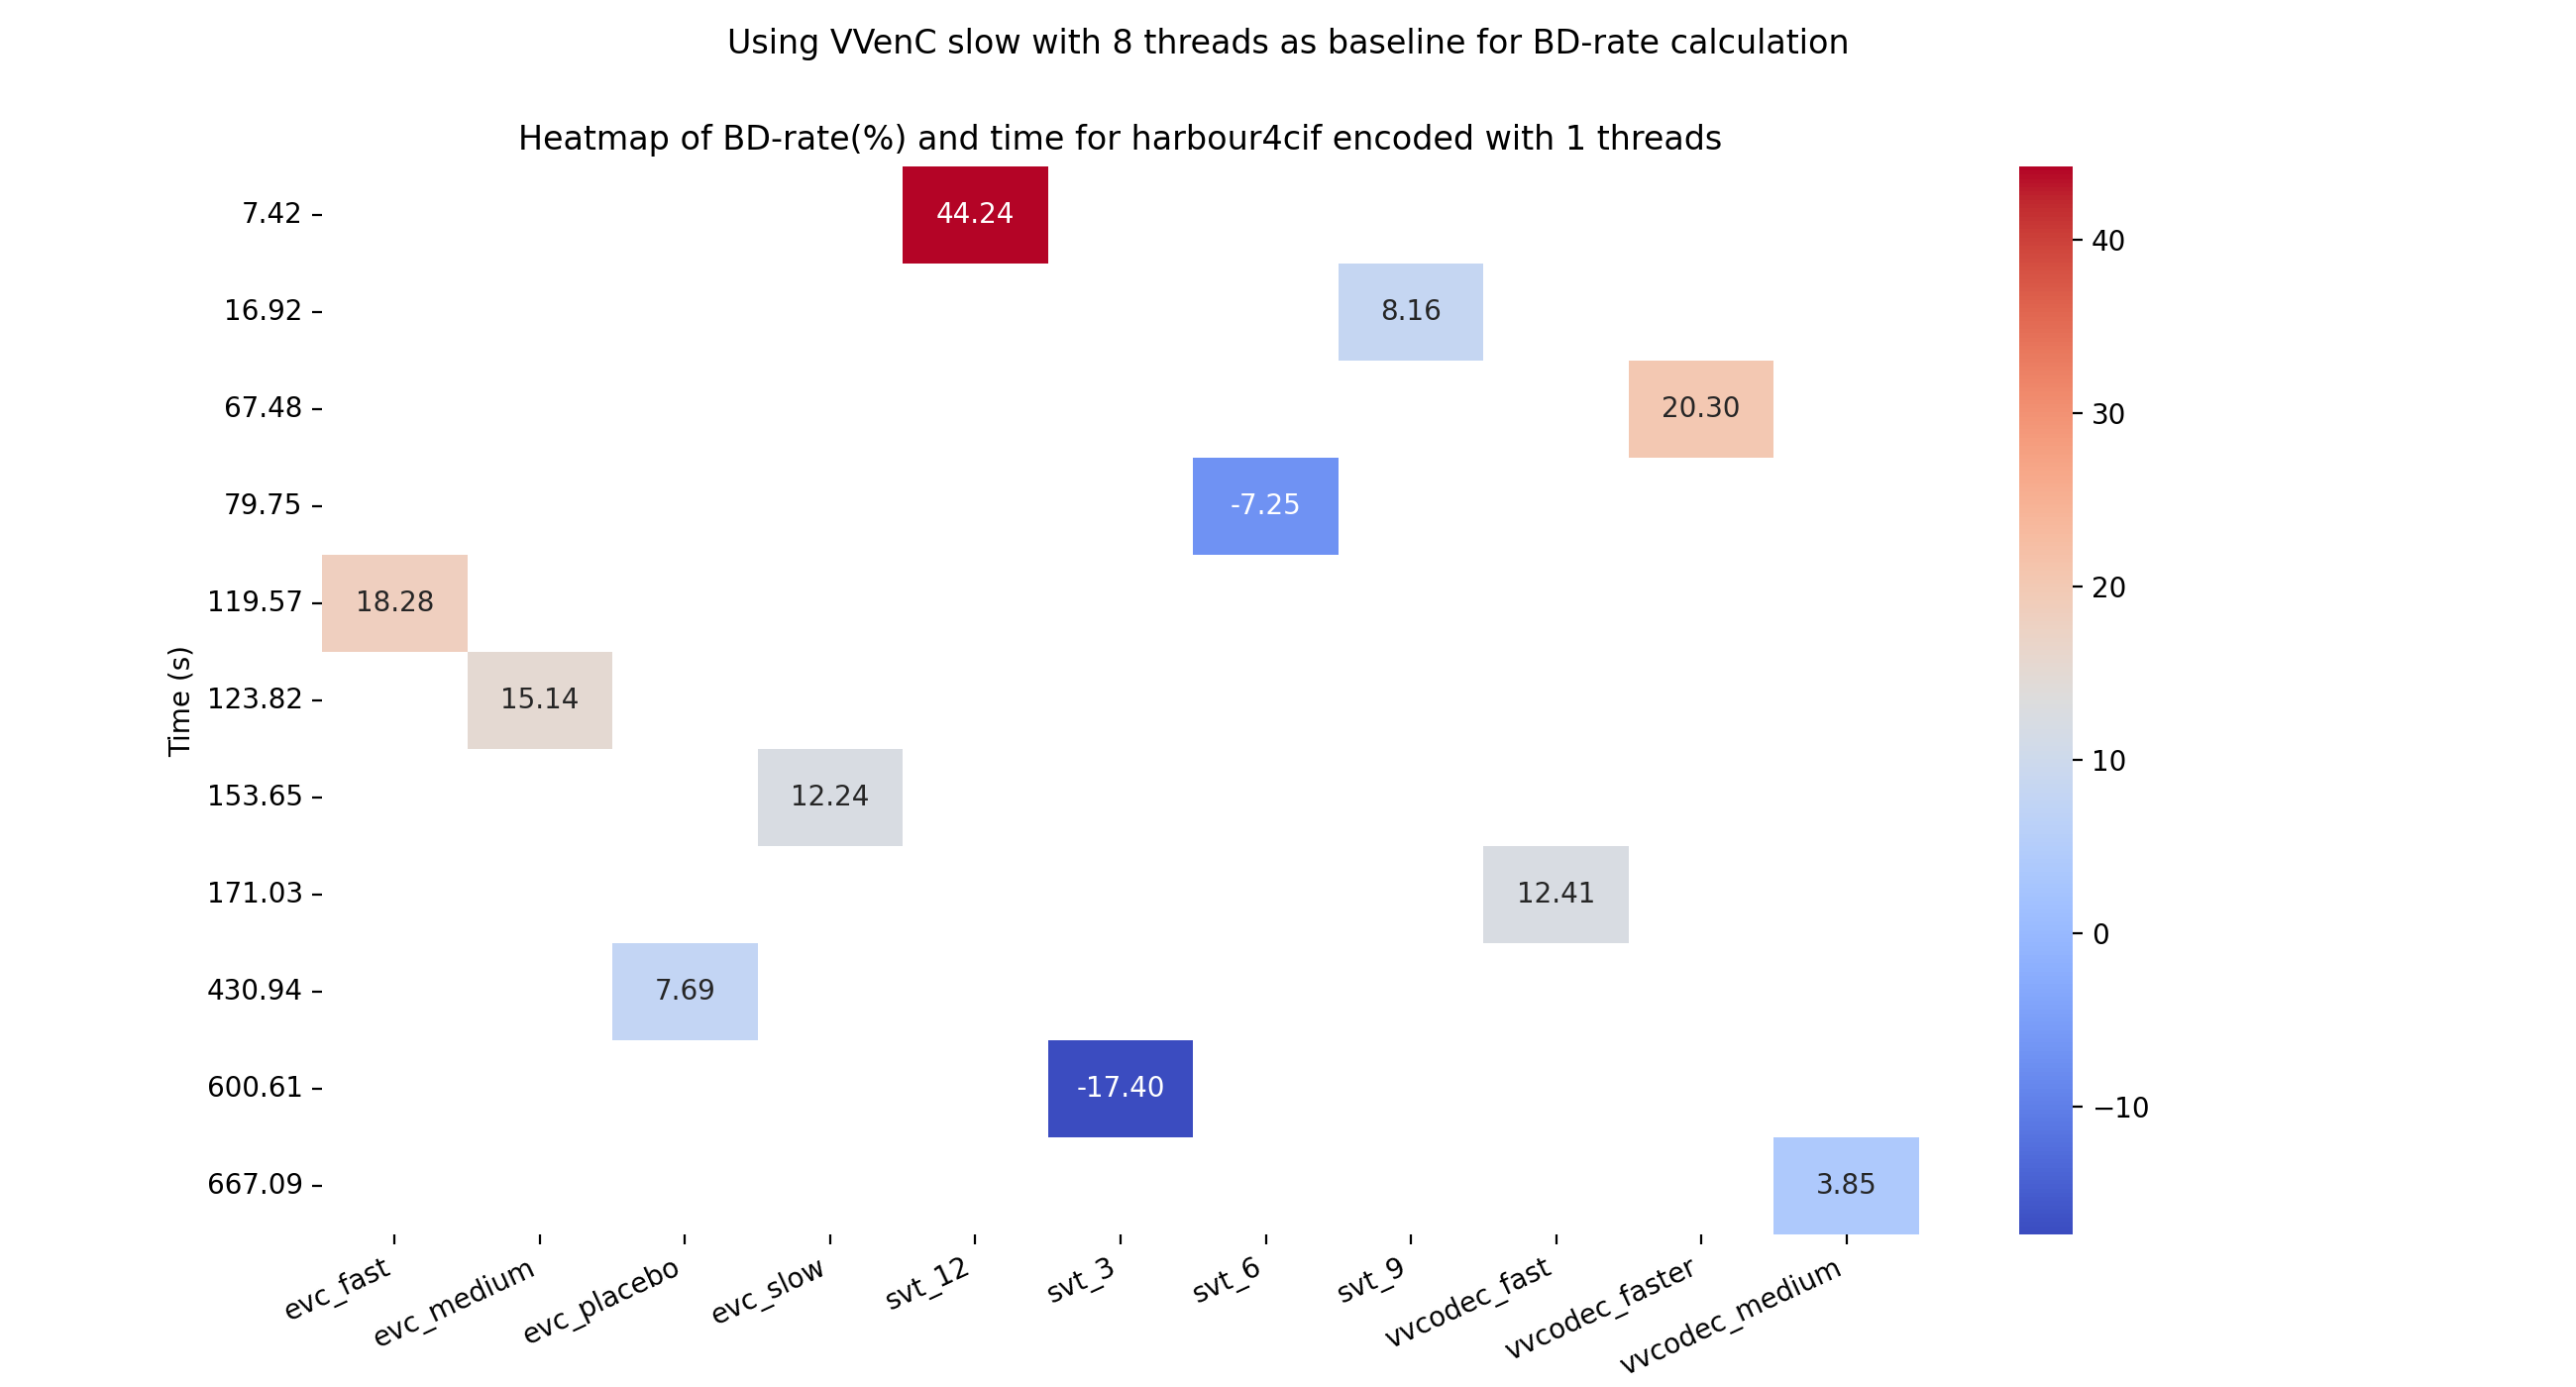 Using VVenC slow with 8 threads as baseline for BD-rate calculation
Heatmap of BD-rate(%) and time for harbour4cif encoded with 1 threads
Time (s)
7.42
44.24
16.92
8.16
67.48
20.30
79.75
-7.25
119.57
18.28
123.82
15.14
153.65
12.24
171.03
12.41
430.94
7.69
600.61
-17.40
667.09
3.85
evc_fast
evc_medium
evc_placebo
evc_slow
svt_12
svt_3
svt_6
svt_9
vvcodec_fast
vvcodec_faster
vvcodec_medium
40
30
20
10
0
−10